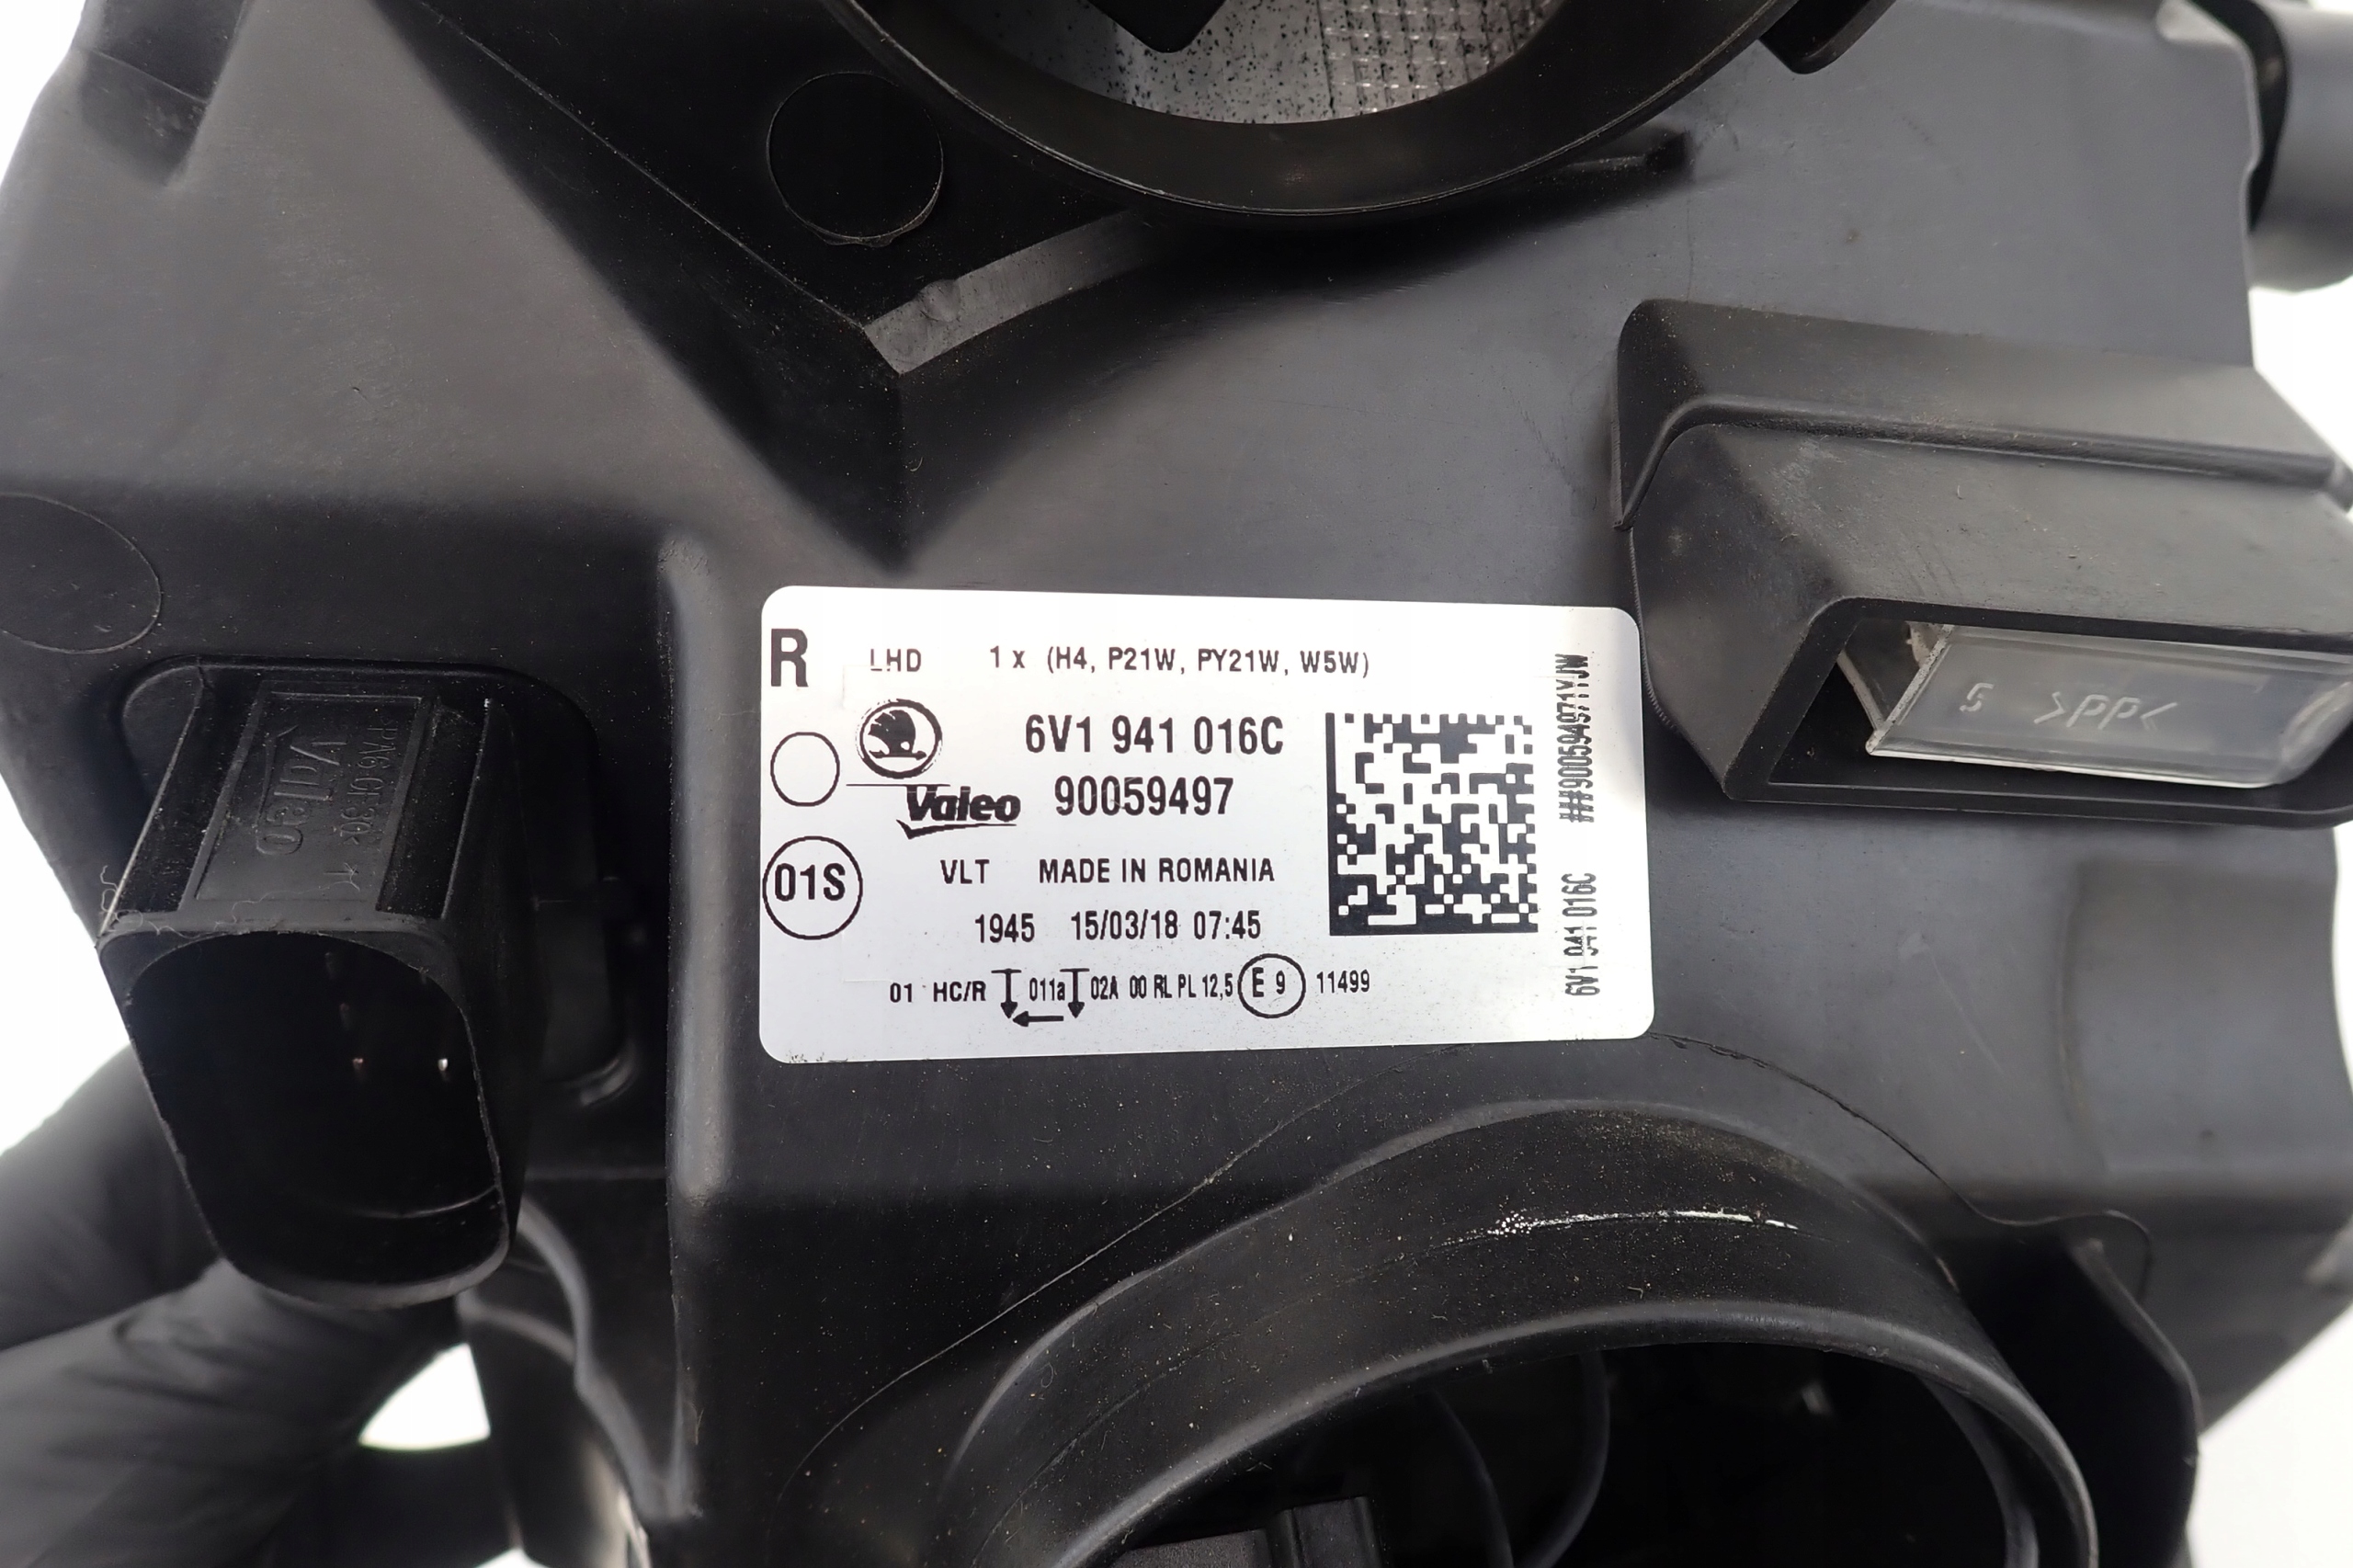 R LHD 1 x (H4, P21W, PY21W, W5W)
6V1 941 016C
Valeo 90059497
01S
VLT MADE IN ROMANIA
1945 15/03/18 07:45
01 HC/R 011a 02A 00 RL PL 12,5 E 9 11499
6V1 941 016C
5 >PP<
Valeo